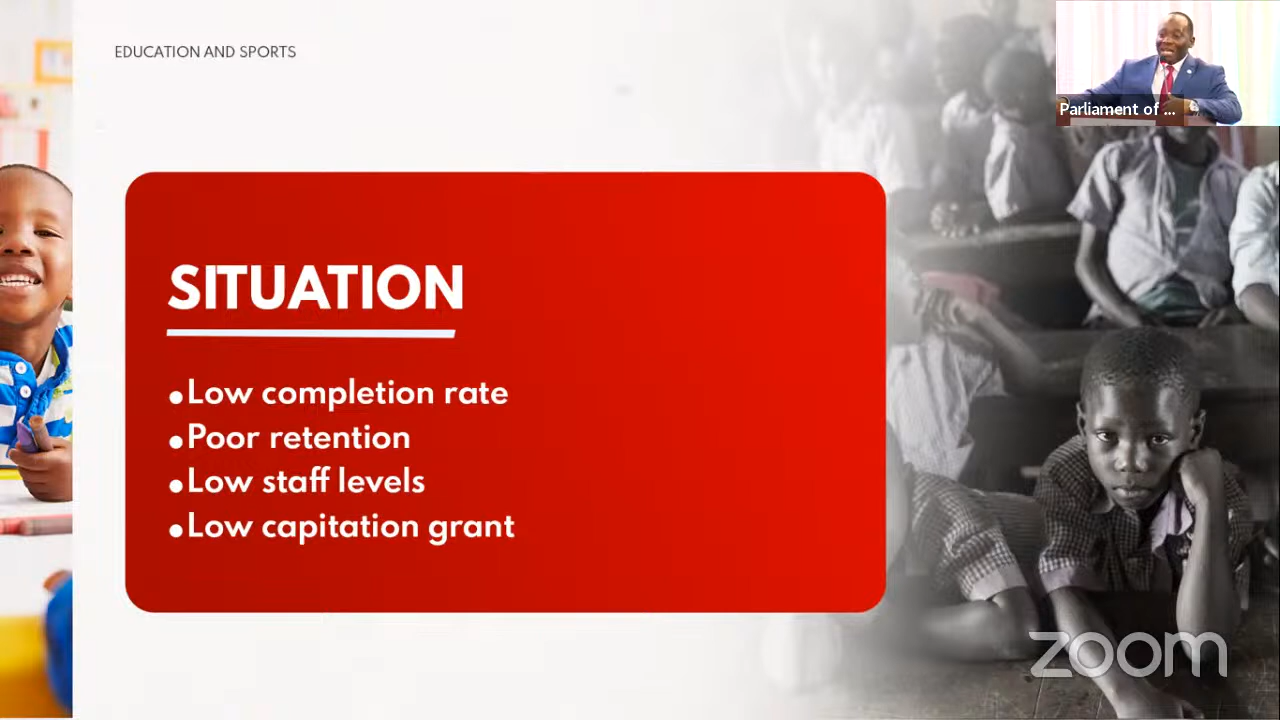 EDUCATION AND SPORTS
Parliament of ...
SITUATION
•Low completion rate
•Poor retention
•Low staff levels
•Low capitation grant
zoom